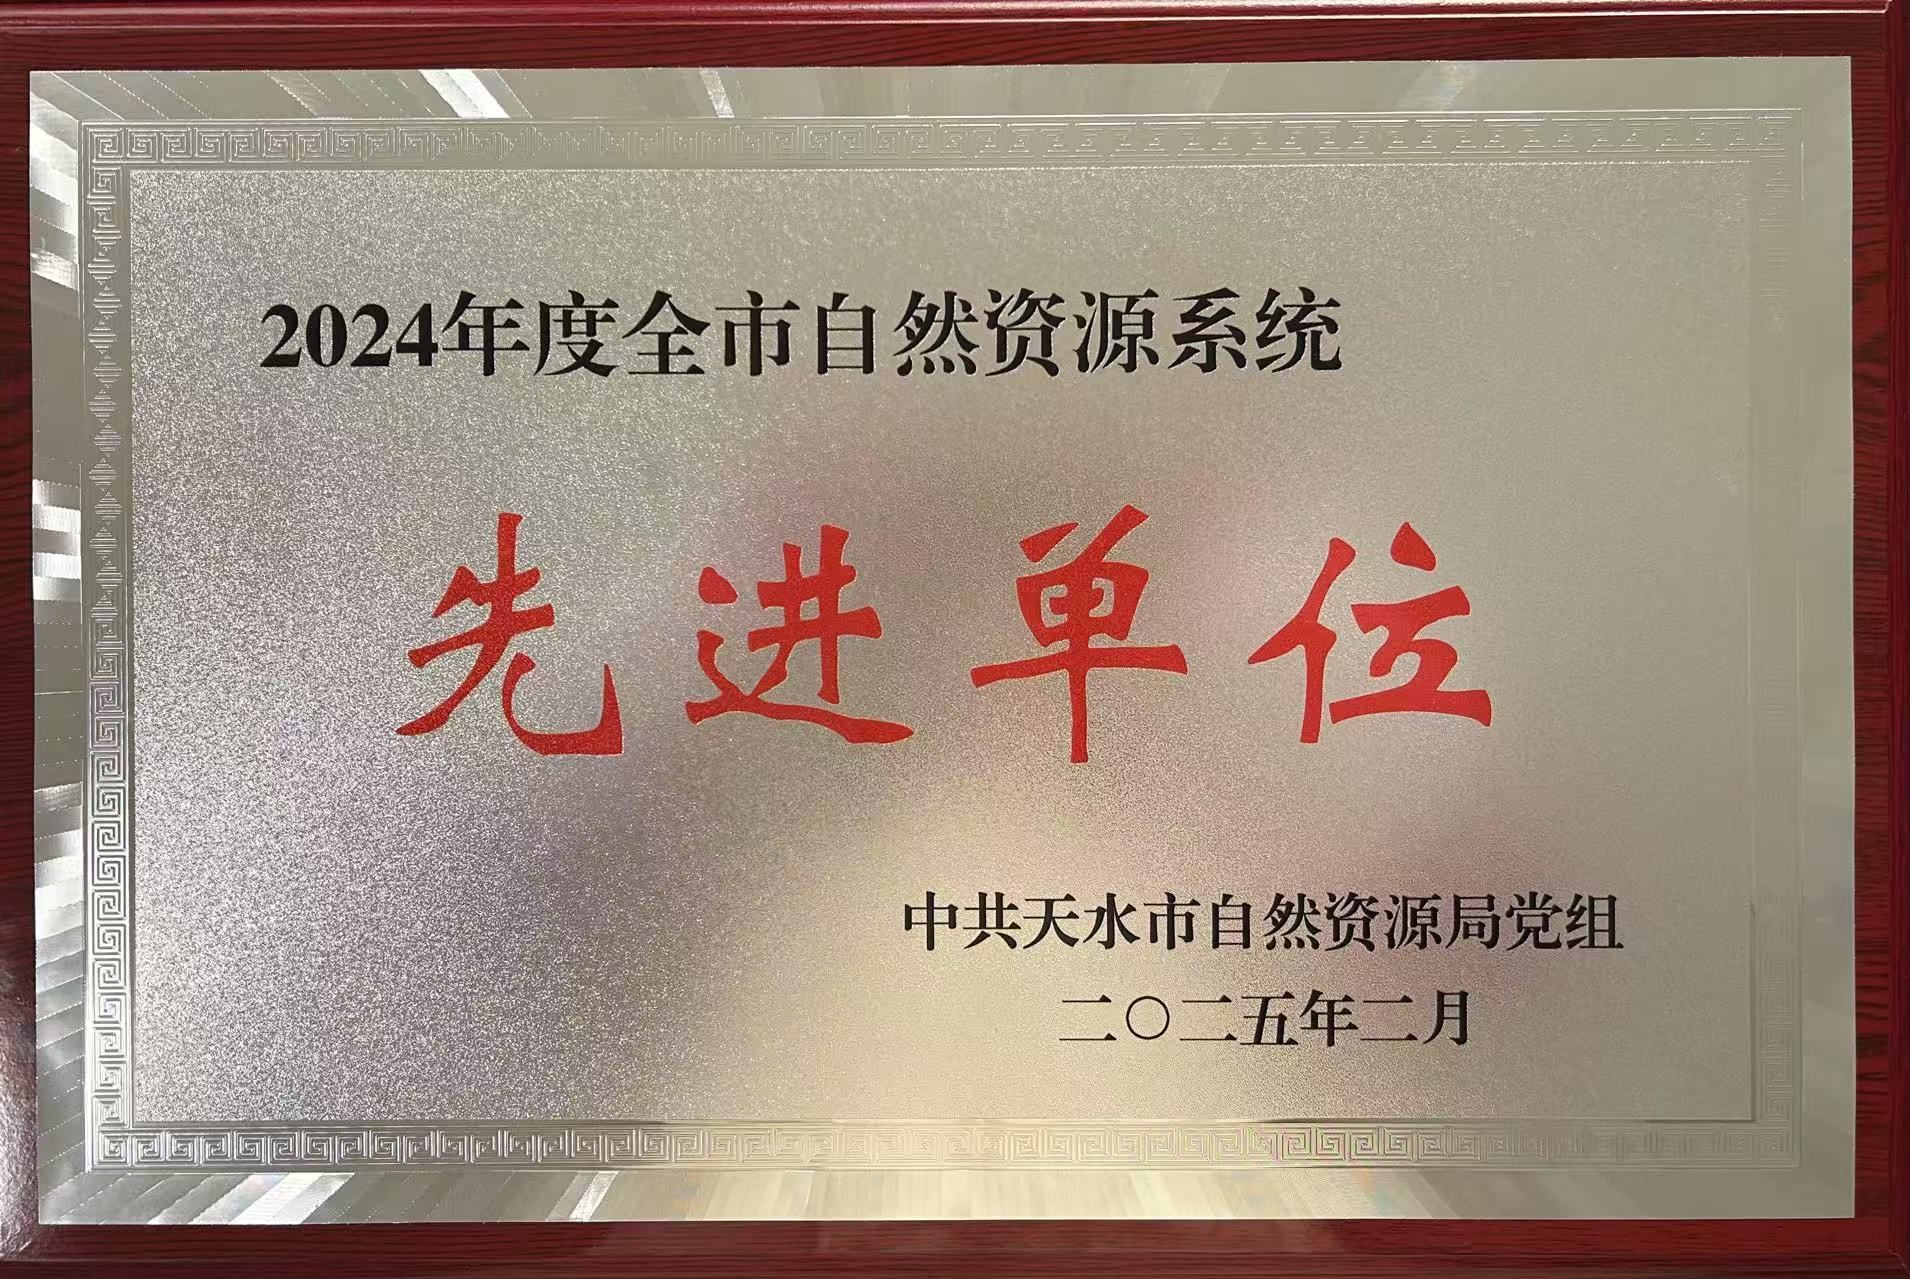 2024年度全市自然资源系统
先进单位
中共天水市自然资源局党组
二〇二五年二月